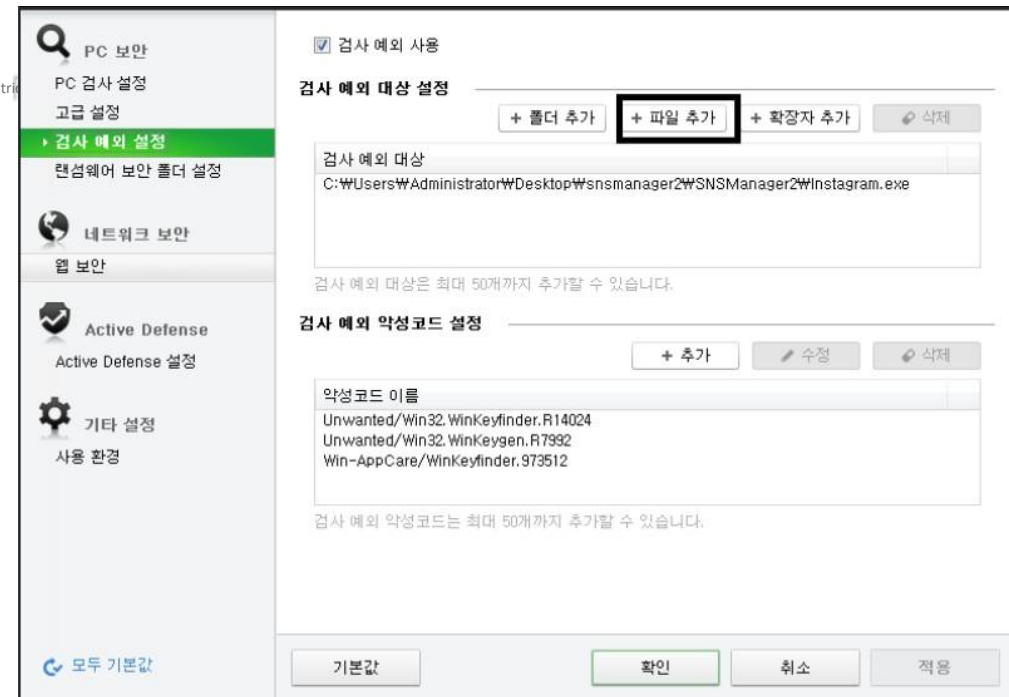 PC 보안
PC 검사 설정
고급 설정
검사 예외 설정
랜섬웨어 보안 폴더 설정
네트워크 보안
웹 보안
Active Defense
Active Defense 설정
기타 설정
사용 환경
모두 기본값
검사 예외 사용
검사 예외 대상 설정
+ 폴더 추가 + 파일 추가 + 확장자 추가 삭제
검사 예외 대상
C:₩Users₩Administrator₩Desktop₩snsmanager2₩SNSManager2₩Instagram.exe
검사 예외 대상은 최대 50개까지 추가할 수 있습니다.
검사 예외 악성코드 설정
+ 추가 수정 삭제
악성코드 이름
Unwanted/Win32.WinKeyfinder.R14024
Unwanted/Win32.WinKeygen.R7992
Win-AppCare/WinKeyfinder.973512
검사 예외 악성코드는 최대 50개까지 추가할 수 있습니다.
기본값 확인 취소 적용